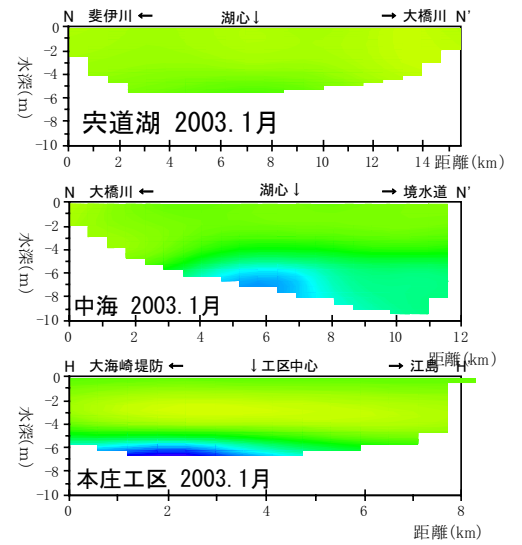 N 斐伊川 ← 湖心↓ → 大橋川 N'
0
-2
-4
-6
-8
-10
水深(m)
宍道湖 2003.1月
0 2 4 6 8 10 12 14 16 距離(km)
N 大橋川 ← 湖心↓ → 境水道 N'
0
-2
-4
-6
-8
-10
水深(m)
中海 2003.1月
0 2 4 6 8 10 12
距離(km)
H 大海崎堤防 ← ↓工区中心 → 江島 H'
0
-2
-4
-6
-8
-10
水深(m)
本庄工区 2003.1月
0 2 4 6 8
距離(km)